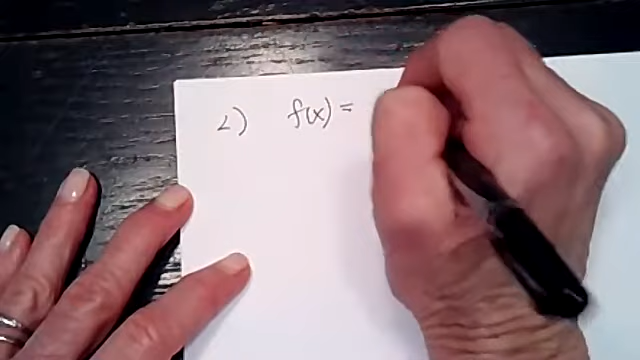 2) f(x) =